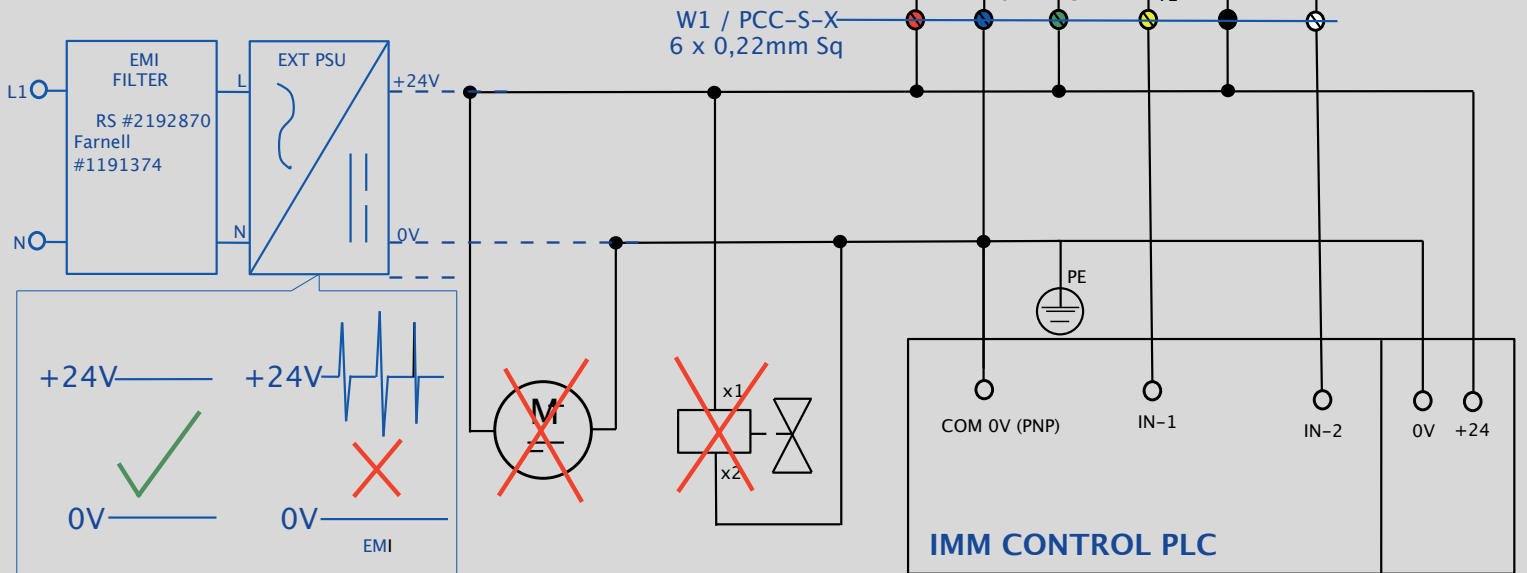 W1 / PCC-S-X
6 x 0,22mm Sq
EMI
FILTER
EXT PSU
L1
L
+24V
RS #2192870
Farnell
#1191374
N
N
0V
PE
+24V
+24V
x1
M
x2
COM 0V (PNP)
IN-1
IN-2
0V
+24
0V
0V
EMI
IMM CONTROL PLC